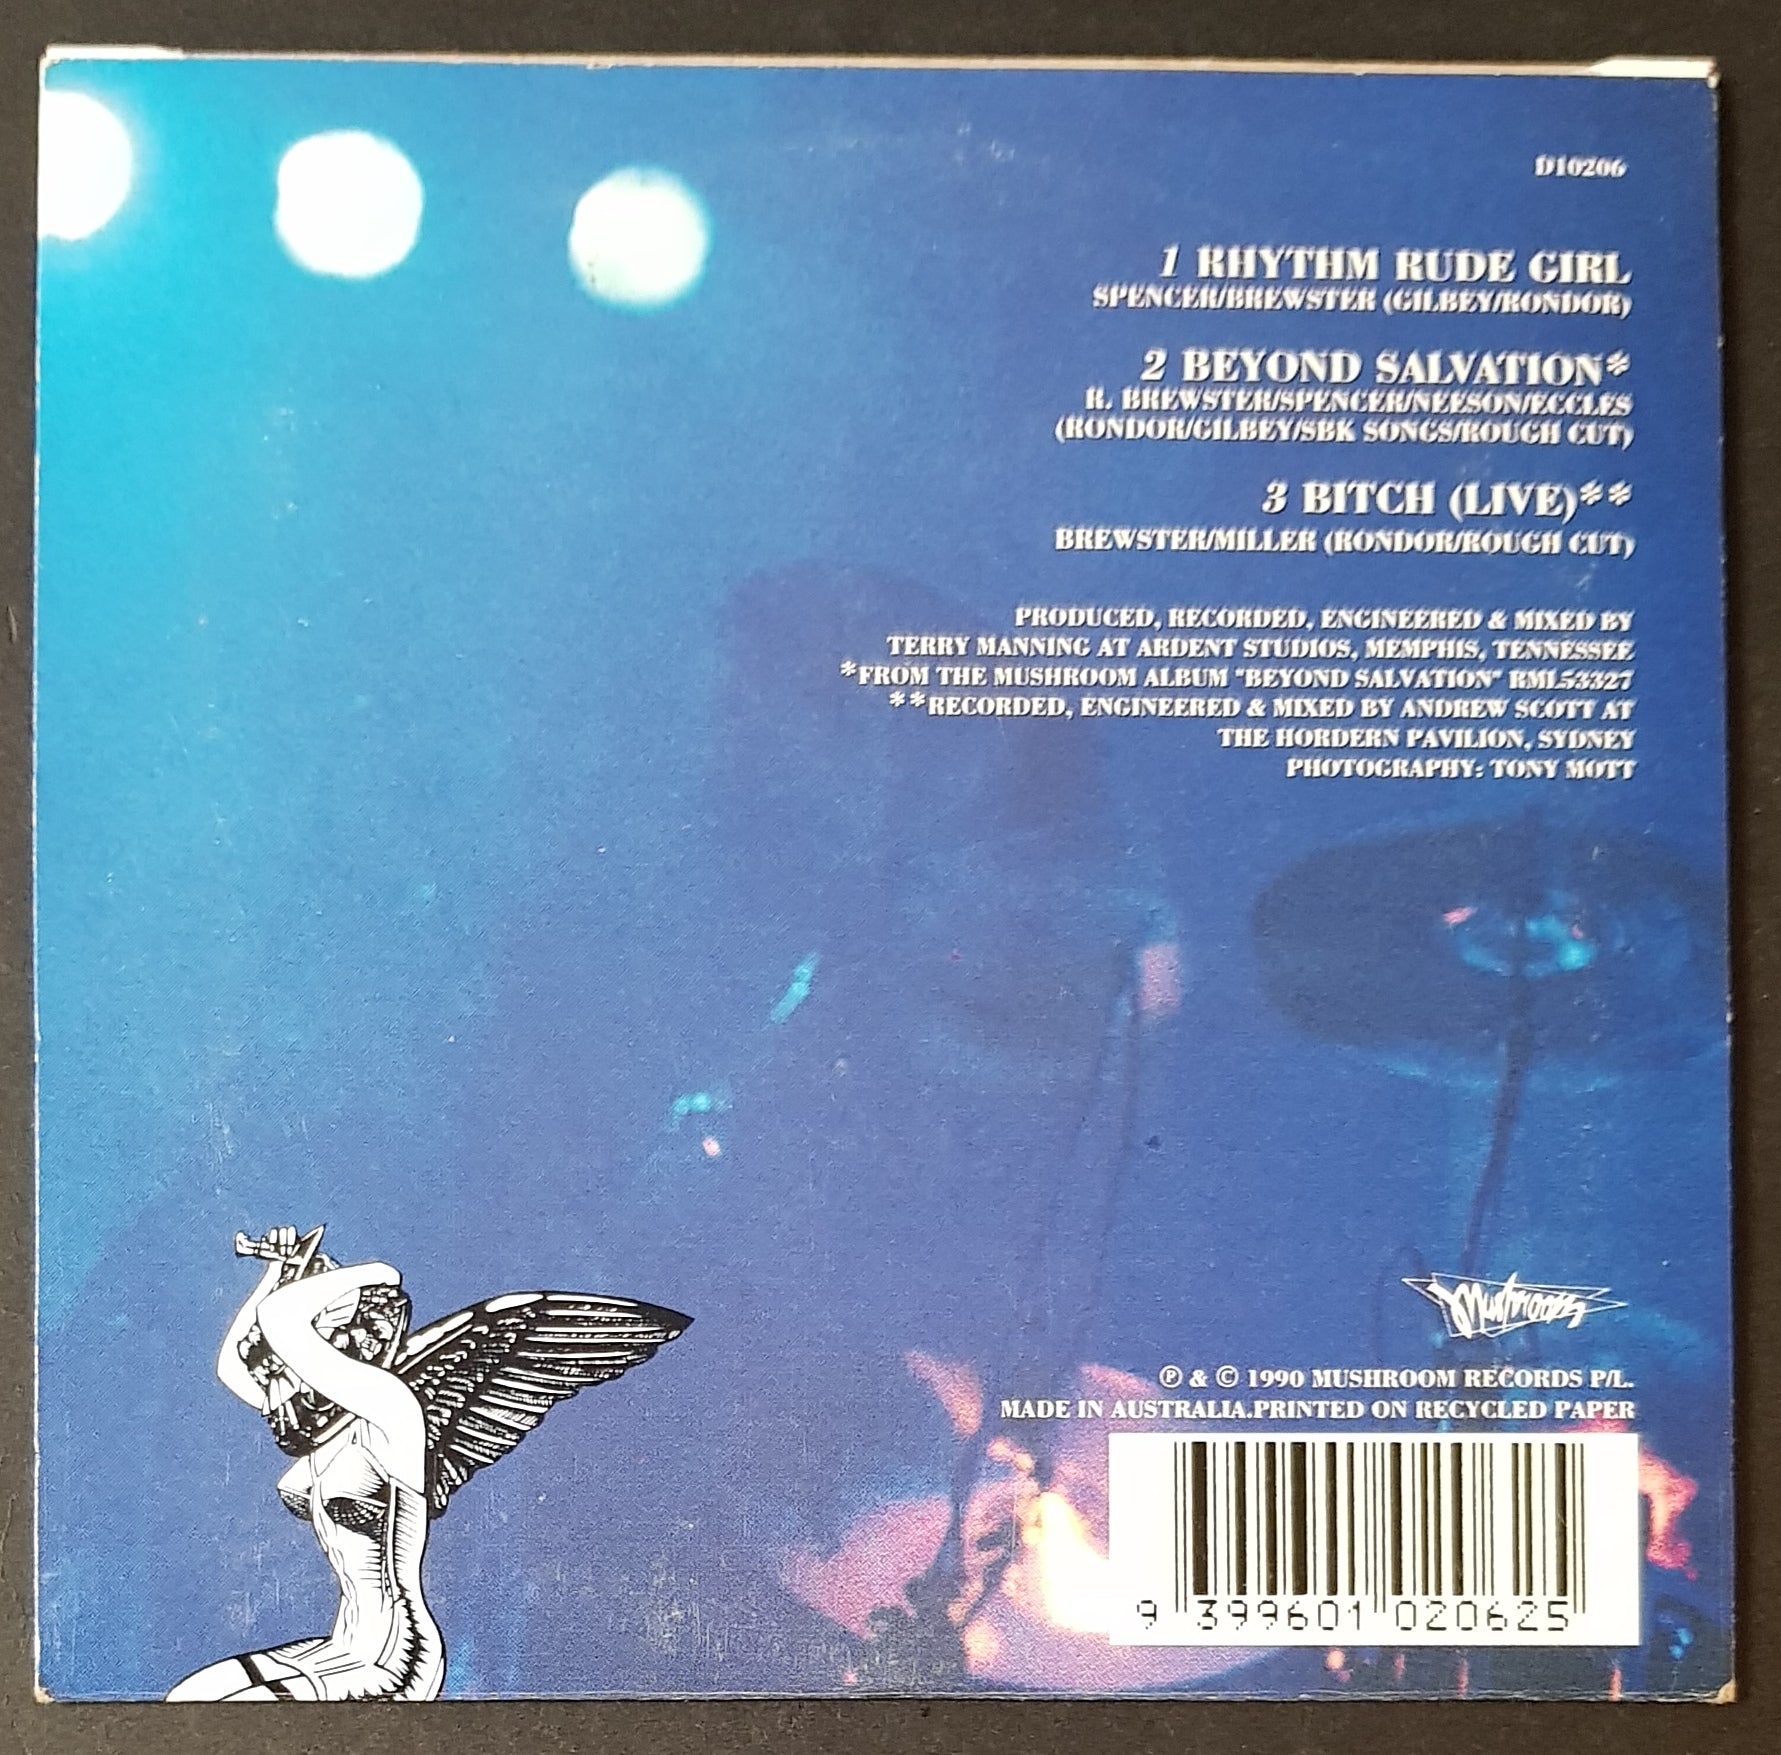 D10206
1 RHYTHM RUDE GIRL
SPENCER/BREWSTER (GILBEY/RONDOR)
2 BEYOND SALVATION*
R. BREWSTER/SPENCER/NEESON/ECCLES
(RONDOR/GILBEY/SBK SONGS/ROUGH CUT)
3 BITCH (LIVE)**
BREWSTER/MILLER (RONDOR/ROUGH CUT)
PRODUCED, RECORDED, ENGINEERED & MIXED BY
TERRY MANNING AT ARDENT STUDIOS, MEMPHIS, TENNESSEE
*FROM THE MUSHROOM ALBUM "BEYOND SALVATION" RML53327
**RECORDED, ENGINEERED & MIXED BY ANDREW SCOTT AT
THE HORDERN PAVILION, SYDNEY
PHOTOGRAPHY: TONY MOTT
Mushroom
℗ & © 1990 MUSHROOM RECORDS P/L.
MADE IN AUSTRALIA.PRINTED ON RECYCLED PAPER
9 399601 020625